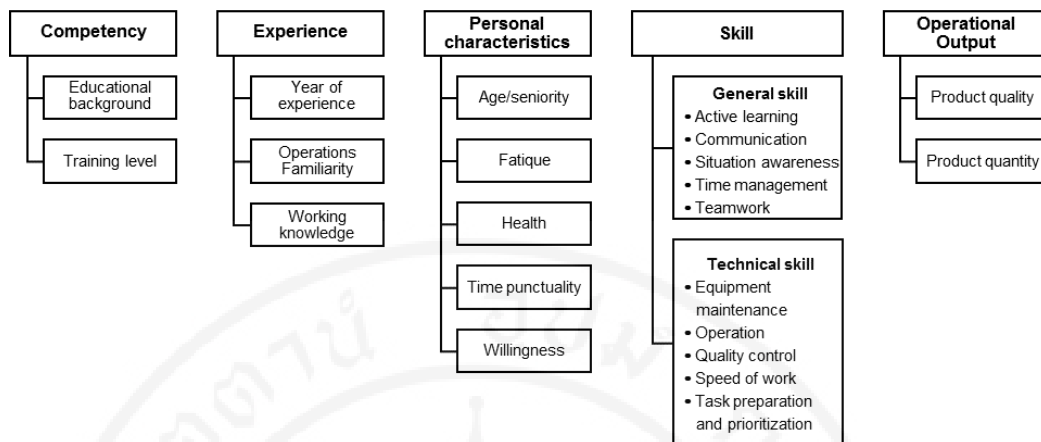 Competency
Educational
background
Training level
Experience
Year of
experience
Operations
Familiarity
Working
knowledge
Personal
characteristics
Age/seniority
Fatique
Health
Time punctuality
Willingness
Skill
General skill
• Active learning
• Communication
• Situation awareness
• Time management
• Teamwork
Technical skill
• Equipment
maintenance
• Operation
• Quality control
• Speed of work
• Task preparation
and prioritization
Operational
Output
Product quality
Product quantity